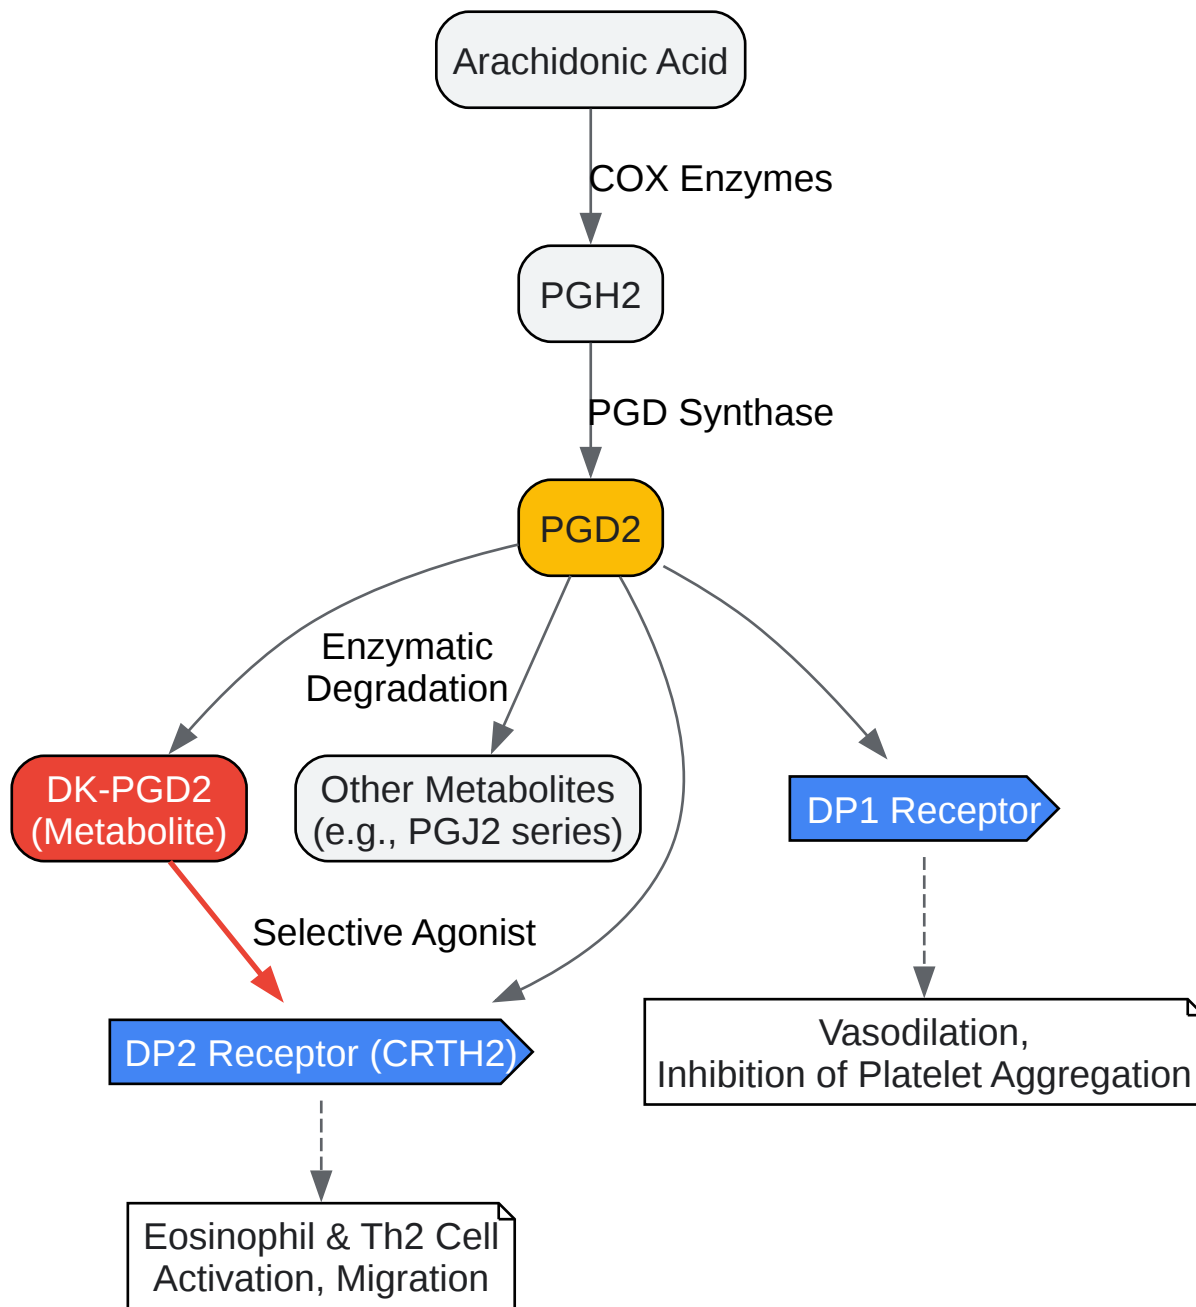 Arachidonic Acid
COX Enzymes
PGH2
PGD Synthase
PGD2
Enzymatic
Degradation
DK-PGD2
(Metabolite)
Other Metabolites
(e.g., PGJ2 series)
DP1 Receptor
Selective Agonist
DP2 Receptor (CRTH2)
Vasodilation,
Inhibition of Platelet Aggregation
Eosinophil & Th2 Cell
Activation, Migration